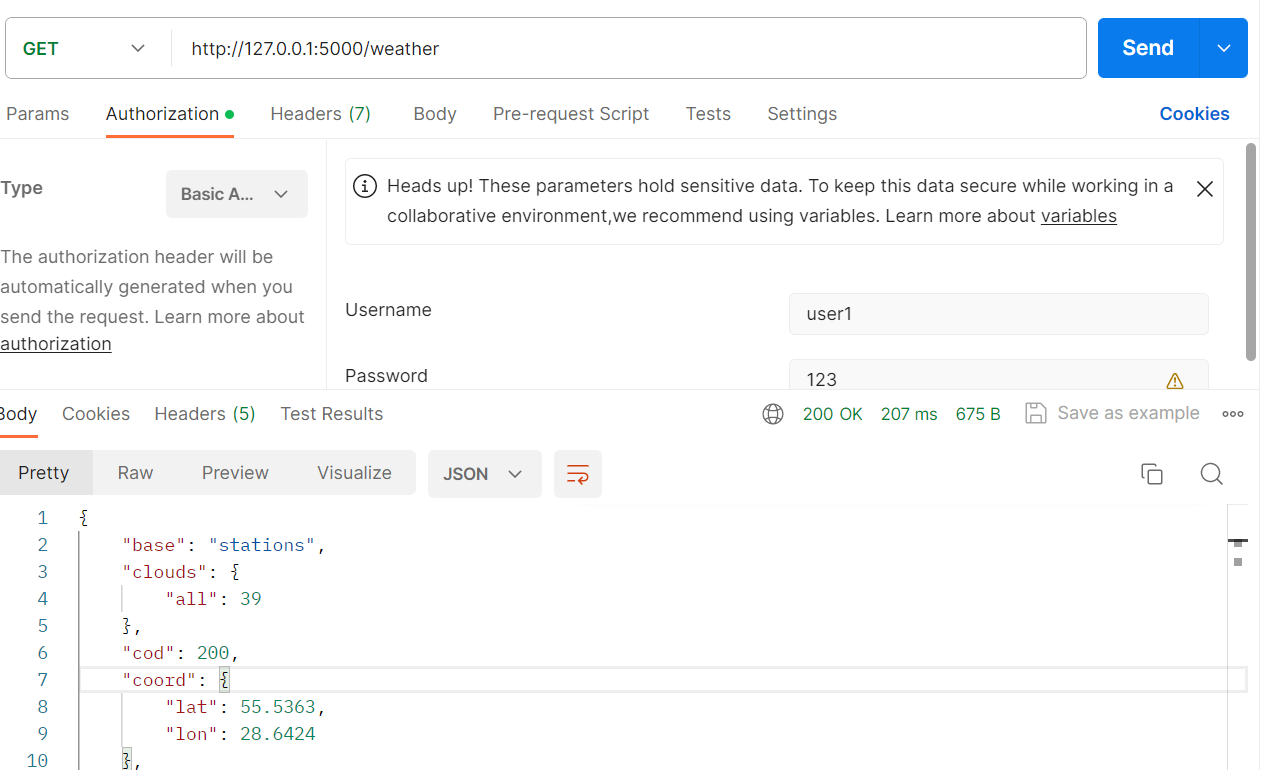 GET http://127.0.0.1:5000/weather Send
Params Authorization Headers (7) Body Pre-request Script Tests Settings Cookies
Type Basic A...
The authorization header will be
automatically generated when you
send the request. Learn more about
authorization
Heads up! These parameters hold sensitive data. To keep this data secure while working in a
collaborative environment,we recommend using variables. Learn more about variables
Username user1
Password 123
Body Cookies Headers (5) Test Results 200 OK 207 ms 675 B Save as example
Pretty Raw Preview Visualize JSON
1 {
2 "base": "stations",
3 "clouds": {
4 "all": 39
5 },
6 "cod": 200,
7 "coord": {
8 "lat": 55.5363,
9 "lon": 28.6424
10 },